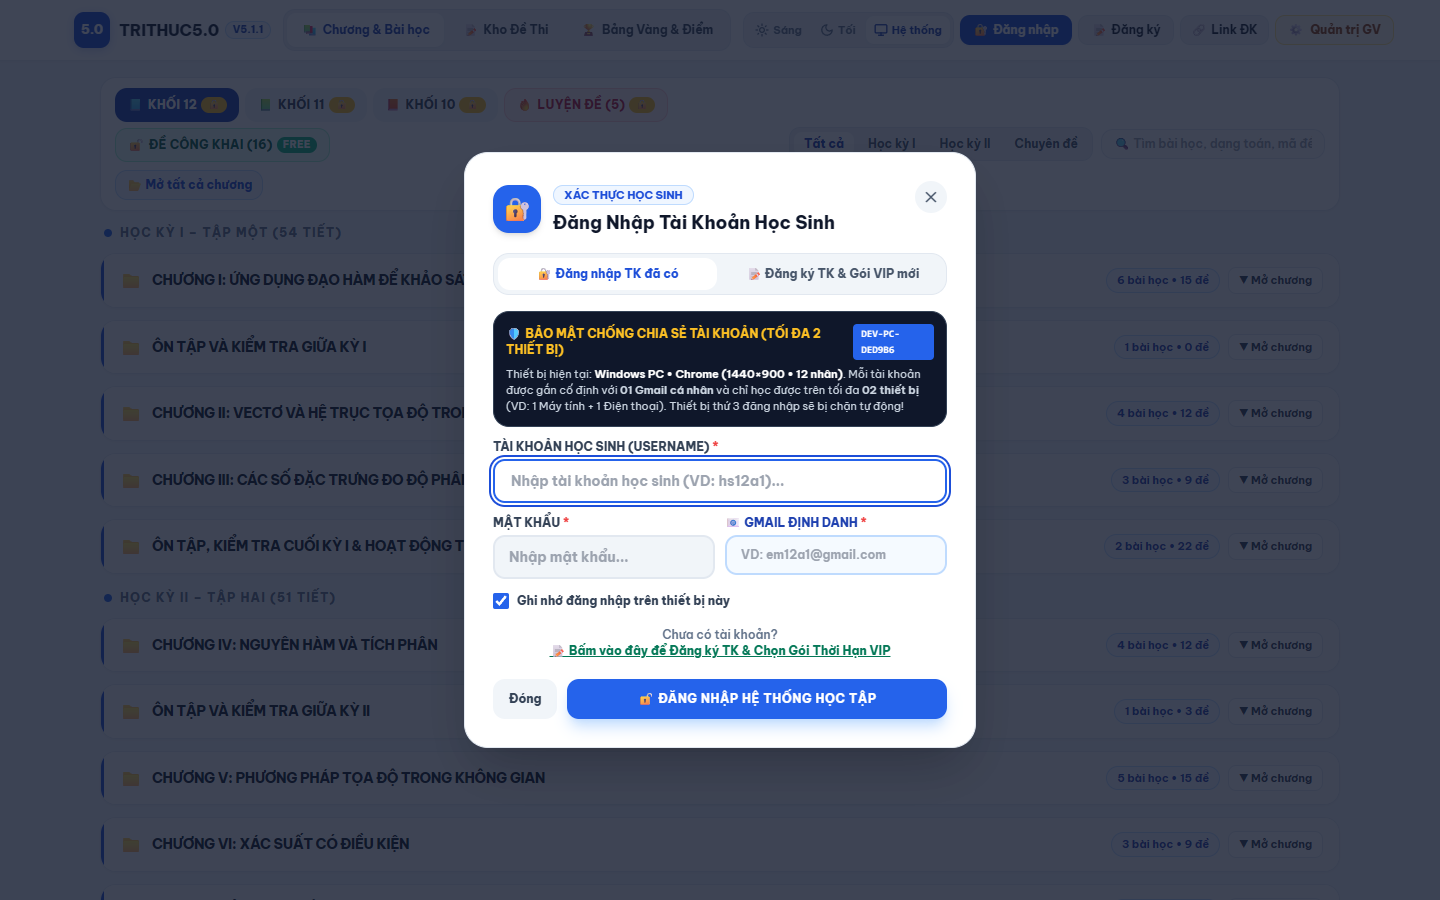 5.0 TRITHUC5.0 V5.1.1 Chương & Bài học Kho Đề Thi Bảng Vàng & Điểm Sáng Tối Hệ thống Đăng nhập Đăng ký Link ĐK Quản trị GV
KHỐI 12 KHỐI 11 KHỐI 10 LUYỆN ĐỀ (5)
ĐỀ CÔNG KHAI (16) FREE Tất cả Học kỳ I Học kỳ II Chuyên đề Tìm bài học, dạng toán, mã đề
Mở tất cả chương
HỌC KỲ I – TẬP MỘT (54 TIẾT)
CHƯƠNG I: ỨNG DỤNG ĐẠO HÀM ĐỂ KHẢO SÁ 6 bài học • 15 đề ▼ Mở chương
ÔN TẬP VÀ KIỂM TRA GIỮA KỲ I 1 bài học • 0 đề ▼ Mở chương
CHƯƠNG II: VECTƠ VÀ HỆ TRỤC TỌA ĐỘ TRO 4 bài học • 12 đề ▼ Mở chương
CHƯƠNG III: CÁC SỐ ĐẶC TRƯNG ĐO ĐỘ PHÂ 3 bài học • 9 đề ▼ Mở chương
ÔN TẬP, KIỂM TRA CUỐI KỲ I & HOẠT ĐỘNG T 2 bài học • 22 đề ▼ Mở chương
HỌC KỲ II – TẬP HAI (51 TIẾT)
CHƯƠNG IV: NGUYÊN HÀM VÀ TÍCH PHÂN 4 bài học • 12 đề ▼ Mở chương
ÔN TẬP VÀ KIỂM TRA GIỮA KỲ II 1 bài học • 3 đề ▼ Mở chương
CHƯƠNG V: PHƯƠNG PHÁP TỌA ĐỘ TRONG KHÔNG GIAN 5 bài học • 15 đề ▼ Mở chương
CHƯƠNG VI: XÁC SUẤT CÓ ĐIỀU KIỆN 3 bài học • 9 đề ▼ Mở chương
XÁC THỰC HỌC SINH
Đăng Nhập Tài Khoản Học Sinh
Đăng nhập TK đã có Đăng ký TK & Gói VIP mới
BẢO MẬT CHỐNG CHIA SẺ TÀI KHOẢN (TỐI ĐA 2
THIẾT BỊ)
DEV-PC-
DED9B6
Thiết bị hiện tại: Windows PC • Chrome (1440×900 • 12 nhân). Mỗi tài khoản
được gắn cố định với 01 Gmail cá nhân và chỉ học được trên tối đa 02 thiết bị
(VD: 1 Máy tính + 1 Điện thoại). Thiết bị thứ 3 đăng nhập sẽ bị chặn tự động!
TÀI KHOẢN HỌC SINH (USERNAME) *
Nhập tài khoản học sinh (VD: hs12a1)...
MẬT KHẨU * GMAIL ĐỊNH DANH *
Nhập mật khẩu... VD: em12a1@gmail.com
Ghi nhớ đăng nhập trên thiết bị này
Chưa có tài khoản?
Bấm vào đây để Đăng ký TK & Chọn Gói Thời Hạn VIP
Đóng ĐĂNG NHẬP HỆ THỐNG HỌC TẬP